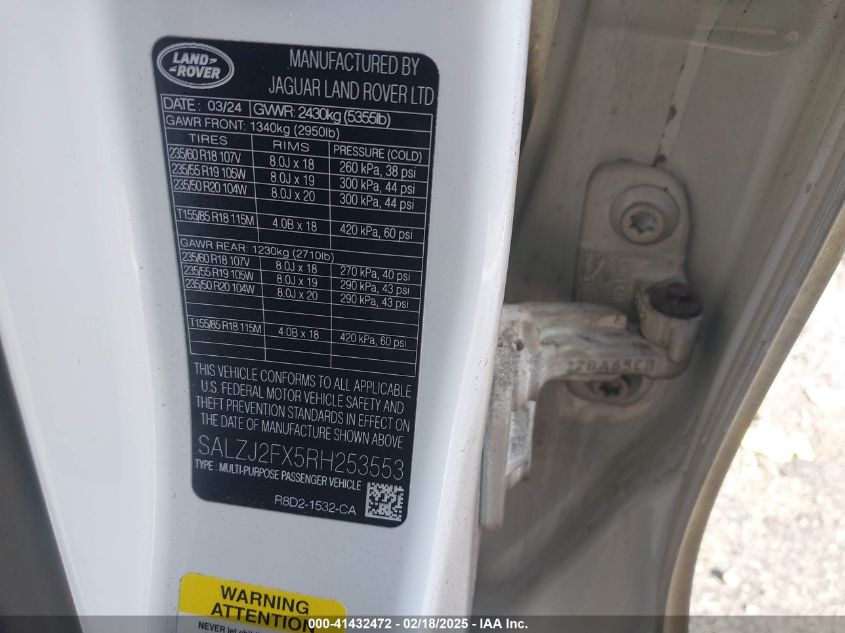 LAND
ROVER
MANUFACTURED BY
JAGUAR LAND ROVER LTD
DATE: 03/24 GVWR: 2430kg (5355lb)
GAWR FRONT: 1340kg (2950lb)
TIRES RIMS PRESSURE (COLD)
235/60 R18 107V 8.0J x 18 260 kPa, 38 psi
235/55 R19 105W 8.0J x 19 300 kPa, 44 psi
235/50 R20 104W 8.0J x 20 300 kPa, 44 psi
T155/85 R18 115M 4.0B x 18 420 kPa, 60 psi
GAWR REAR: 1230kg (2710lb)
235/60 R18 107V 8.0J x 18 270 kPa, 40 psi
235/55 R19 105W 8.0J x 19 290 kPa, 43 psi
235/50 R20 104W 8.0J x 20 290 kPa, 43 psi
T155/85 R18 115M 4.0B x 18 420 kPa, 60 psi
THIS VEHICLE CONFORMS TO ALL APPLICABLE
U.S. FEDERAL MOTOR VEHICLE SAFETY AND
THEFT PREVENTION STANDARDS IN EFFECT ON
THE DATE OF MANUFACTURE SHOWN ABOVE
SALZJ2FX5RH253553
TYPE: MULTI-PURPOSE PASSENGER VEHICLE
R8D2-1532-CA
WARNING
ATTENTION
NEVER let
000-41432472 - 02/18/2025 - IAA Inc.